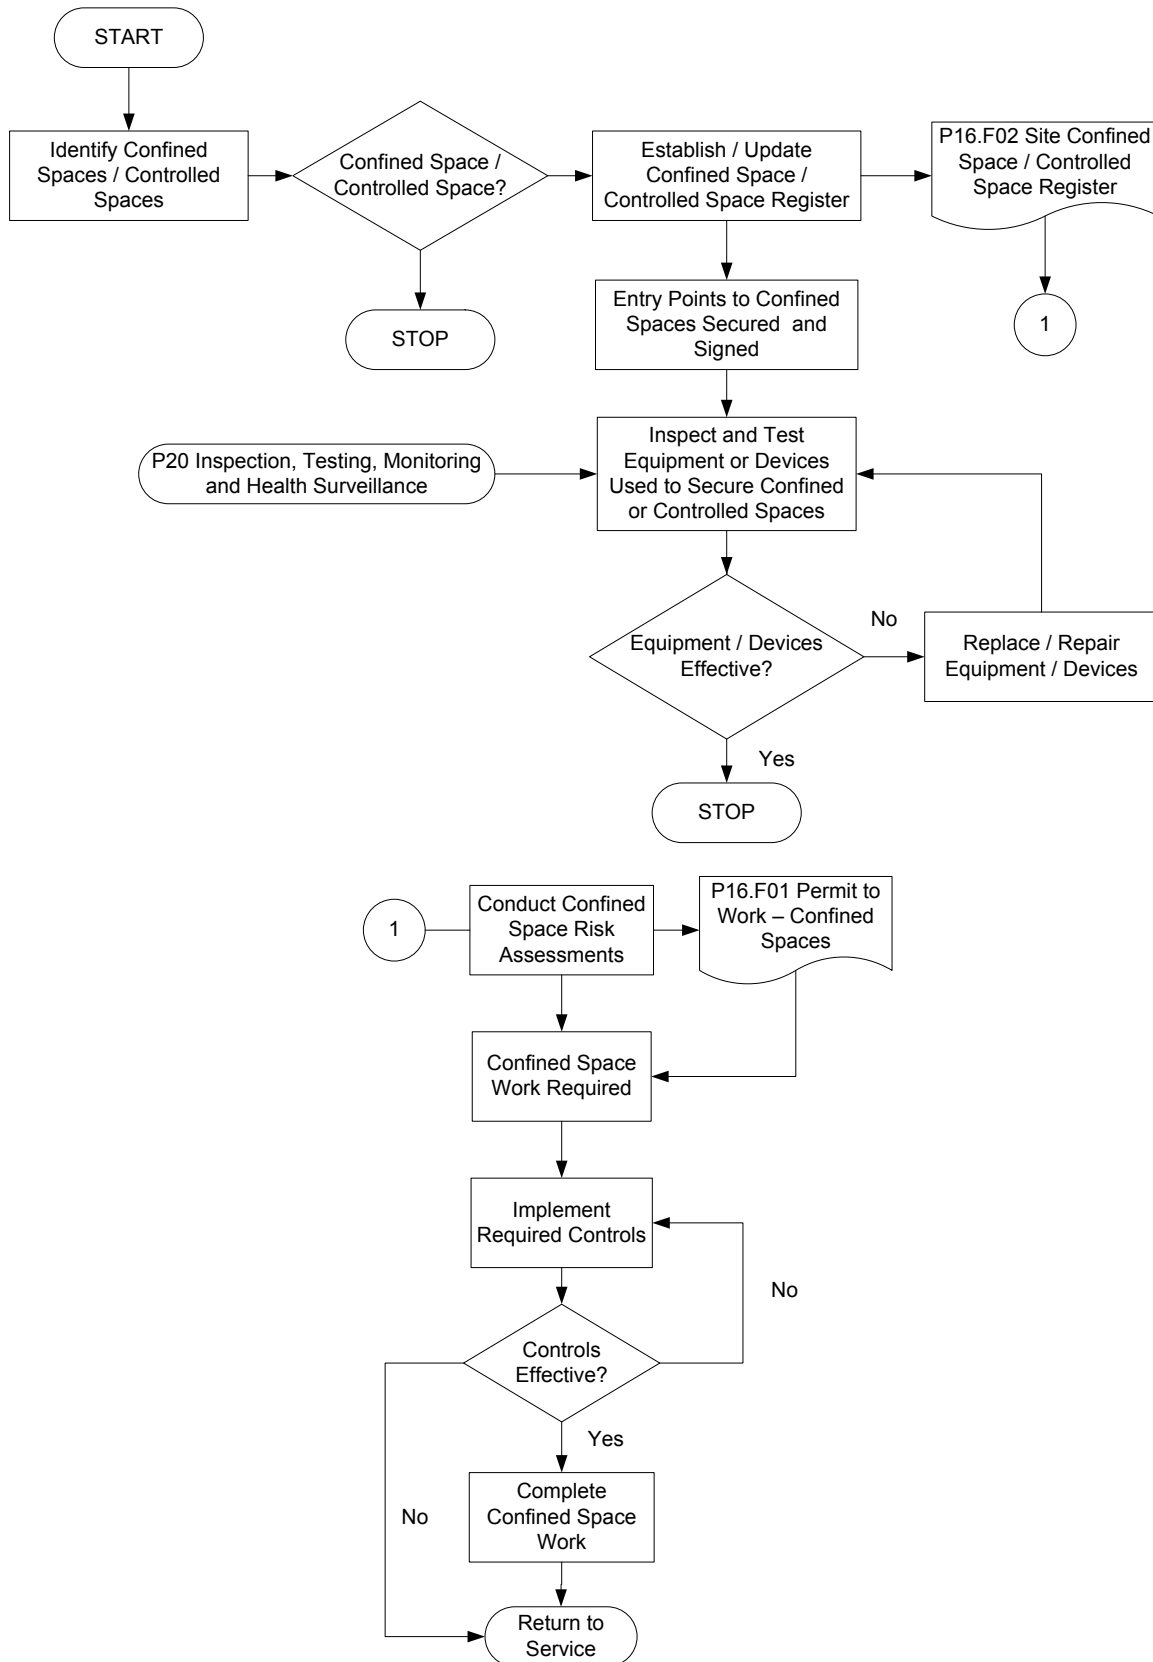 START
Identify Confined
Spaces / Controlled
Spaces
Confined Space /
Controlled Space?
Establish / Update
Confined Space /
Controlled Space Register
P16.F02 Site Confined
Space / Controlled
Space Register
STOP
Entry Points to Confined
Spaces Secured and
Signed
1
P20 Inspection, Testing, Monitoring
and Health Surveillance
Inspect and Test
Equipment or Devices
Used to Secure Confined
or Controlled Spaces
Equipment / Devices
Effective?
No
Replace / Repair
Equipment / Devices
Yes
STOP
1
Conduct Confined
Space Risk
Assessments
P16.F01 Permit to
Work – Confined
Spaces
Confined Space
Work Required
Implement
Required Controls
No
Controls
Effective?
Yes
No
Complete
Confined Space
Work
Return to
Service